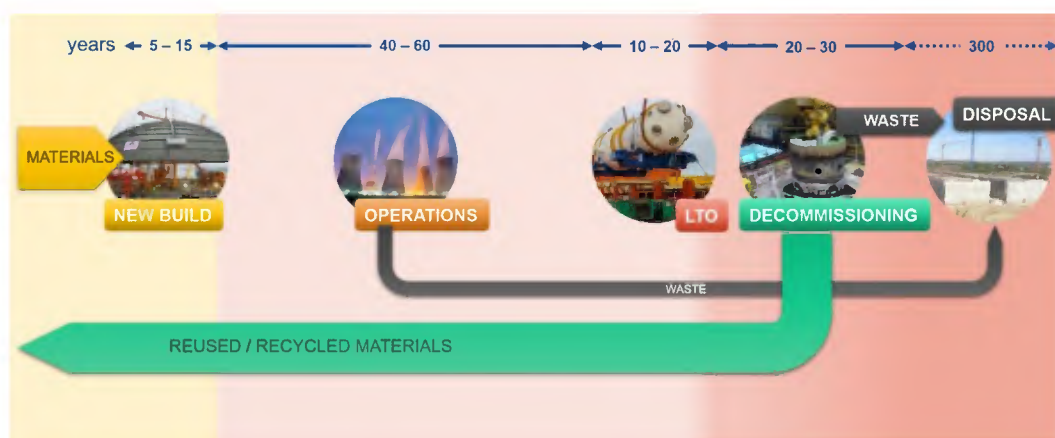 years 5 – 15 40 – 60 10 – 20 20 – 30 300
WASTE DISPOSAL
MATERIALS
NEW BUILD OPERATIONS LTO DECOMMISSIONING
WASTE
REUSED / RECYCLED MATERIALS